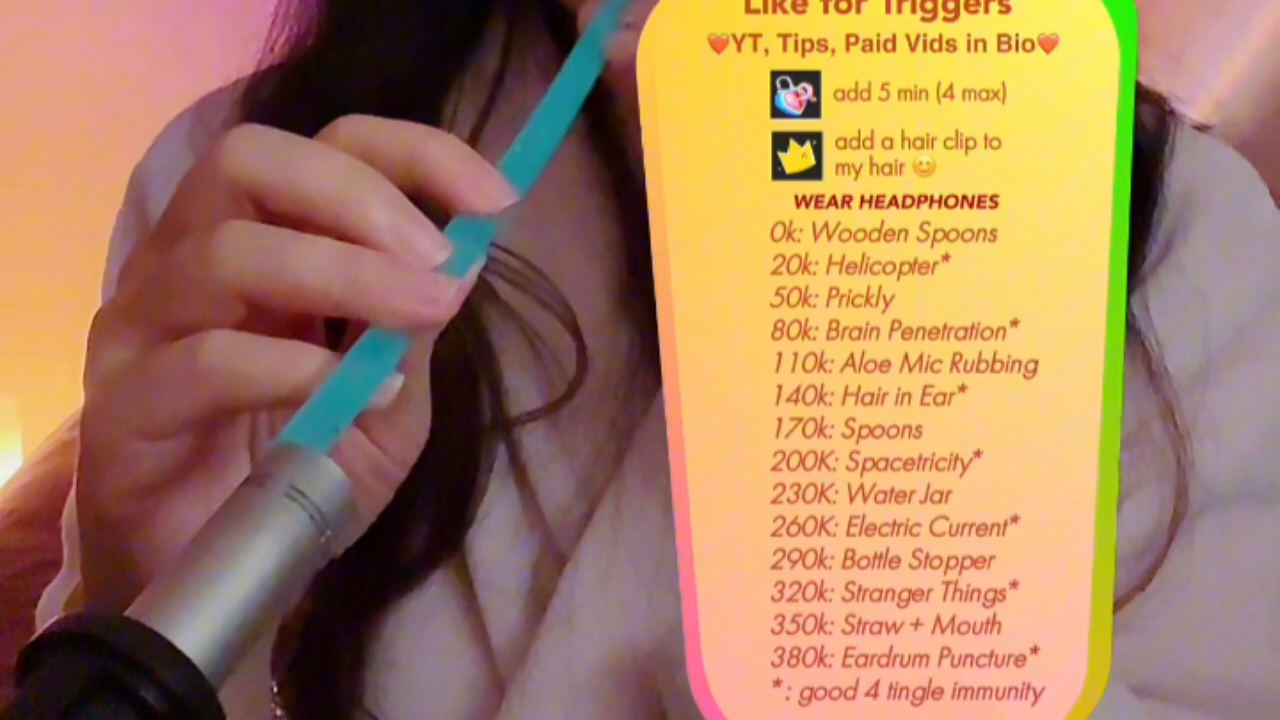 Like for Triggers
❤️YT, Tips, Paid Vids in Bio❤️
add 5 min (4 max)
add a hair clip to
my hair 😊
WEAR HEADPHONES
0k: Wooden Spoons
20k: Helicopter*
50k: Prickly
80k: Brain Penetration*
110k: Aloe Mic Rubbing
140k: Hair in Ear*
170k: Spoons
200K: Spacetricity*
230K: Water Jar
260K: Electric Current*
290k: Bottle Stopper
320k: Stranger Things*
350k: Straw + Mouth
380k: Eardrum Puncture*
*: good 4 tingle immunity